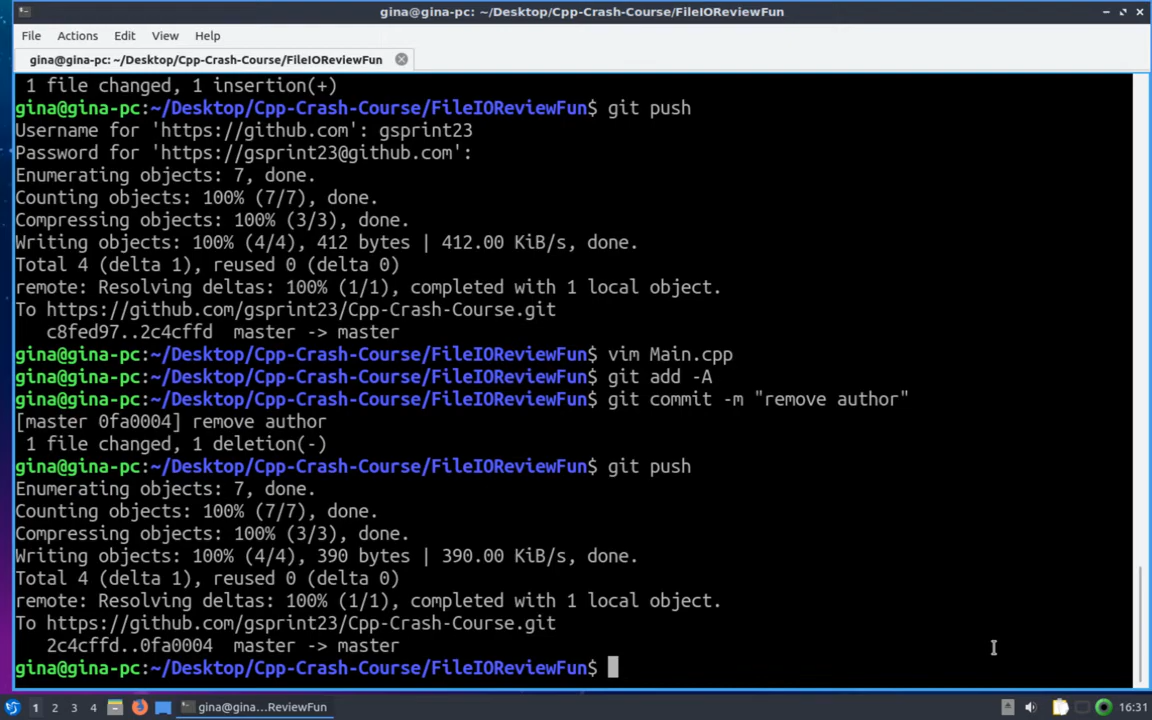 gina@gina-pc: ~/Desktop/Cpp-Crash-Course/FileIOReviewFun
File Actions Edit View Help
gina@gina-pc: ~/Desktop/Cpp-Crash-Course/FileIOReviewFun
1 file changed, 1 insertion(+)
gina@gina-pc:~/Desktop/Cpp-Crash-Course/FileIOReviewFun$ git push
Username for 'https://github.com': gsprint23
Password for 'https://gsprint23@github.com':
Enumerating objects: 7, done.
Counting objects: 100% (7/7), done.
Compressing objects: 100% (3/3), done.
Writing objects: 100% (4/4), 412 bytes | 412.00 KiB/s, done.
Total 4 (delta 1), reused 0 (delta 0)
remote: Resolving deltas: 100% (1/1), completed with 1 local object.
To https://github.com/gsprint23/Cpp-Crash-Course.git
c8fed97..2c4cffd  master -> master
gina@gina-pc:~/Desktop/Cpp-Crash-Course/FileIOReviewFun$ vim Main.cpp
gina@gina-pc:~/Desktop/Cpp-Crash-Course/FileIOReviewFun$ git add -A
gina@gina-pc:~/Desktop/Cpp-Crash-Course/FileIOReviewFun$ git commit -m "remove author"
[master 0fa0004] remove author
1 file changed, 1 deletion(-)
gina@gina-pc:~/Desktop/Cpp-Crash-Course/FileIOReviewFun$ git push
Enumerating objects: 7, done.
Counting objects: 100% (7/7), done.
Compressing objects: 100% (3/3), done.
Writing objects: 100% (4/4), 390 bytes | 390.00 KiB/s, done.
Total 4 (delta 1), reused 0 (delta 0)
remote: Resolving deltas: 100% (1/1), completed with 1 local object.
To https://github.com/gsprint23/Cpp-Crash-Course.git
2c4cffd..0fa0004  master -> master
gina@gina-pc:~/Desktop/Cpp-Crash-Course/FileIOReviewFun$
1 2 3 4 gina@gina...ReviewFun 16:31